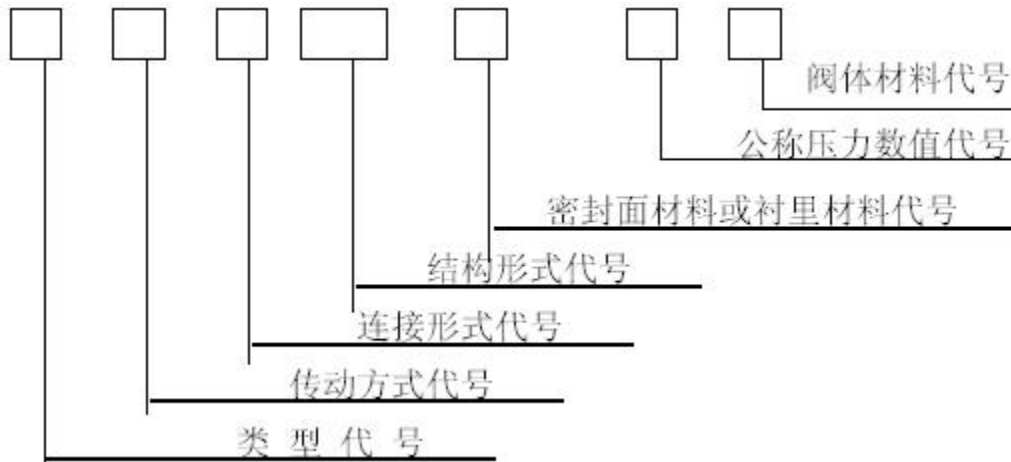 阀体材料代号
公称压力数值代号
密封面材料或衬里材料代号
结构形式代号
连接形式代号
传动方式代号
类 型 代 号